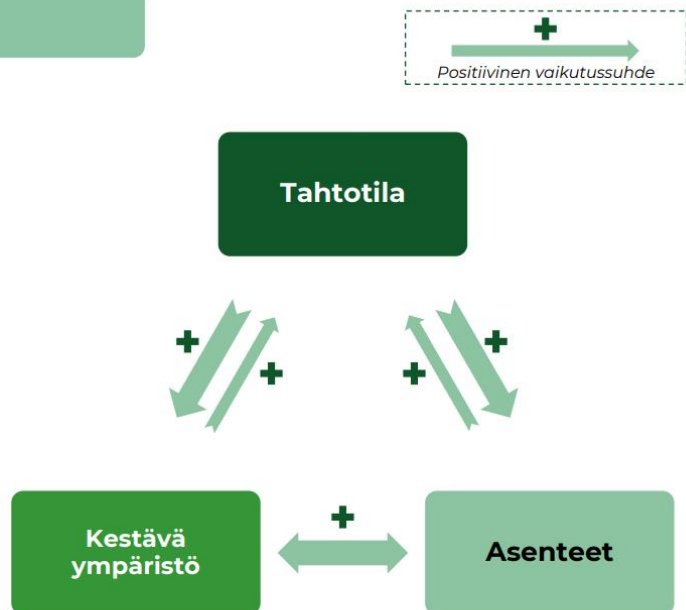 Positiivinen vaikutussuhde
Tahtotila
Kestävä
ympäristö
Asenteet